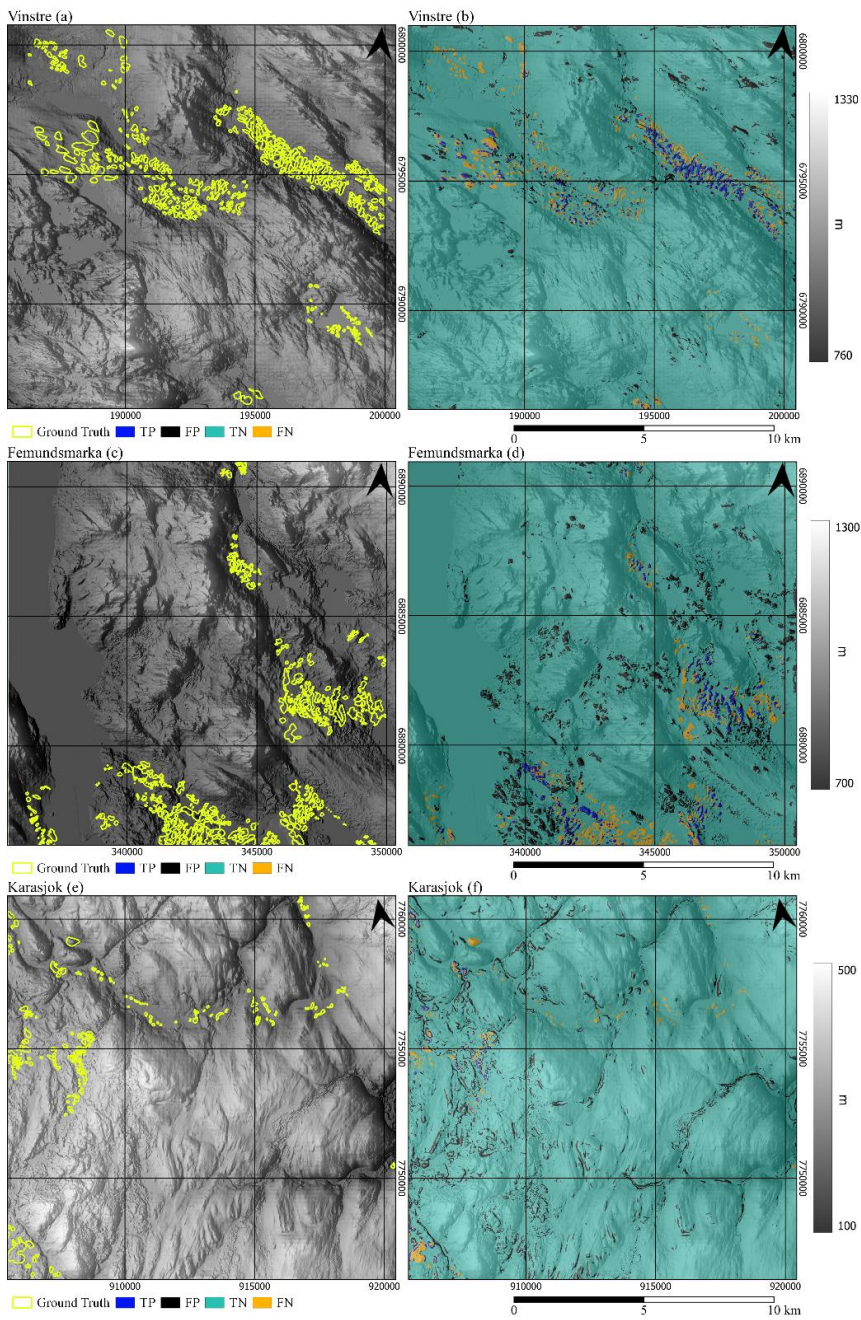 Vinstre (a)
Vinstre (b)
6800000
6795000
6790000
190000
195000
200000
6800000
6795000
6790000
190000
195000
200000
1330
m
760
Ground Truth TP FP TN FN
0 5 10 km
Femundsmarka (c)
Femundsmarka (d)
6890000
6885000
6880000
340000
345000
350000
6890000
6885000
6880000
340000
345000
350000
1300
m
700
Ground Truth TP FP TN FN
0 5 10 km
Karasjok (e)
Karasjok (f)
7760000
7755000
7750000
910000
915000
920000
7760000
7755000
7750000
910000
915000
920000
500
m
100
Ground Truth TP FP TN FN
0 5 10 km